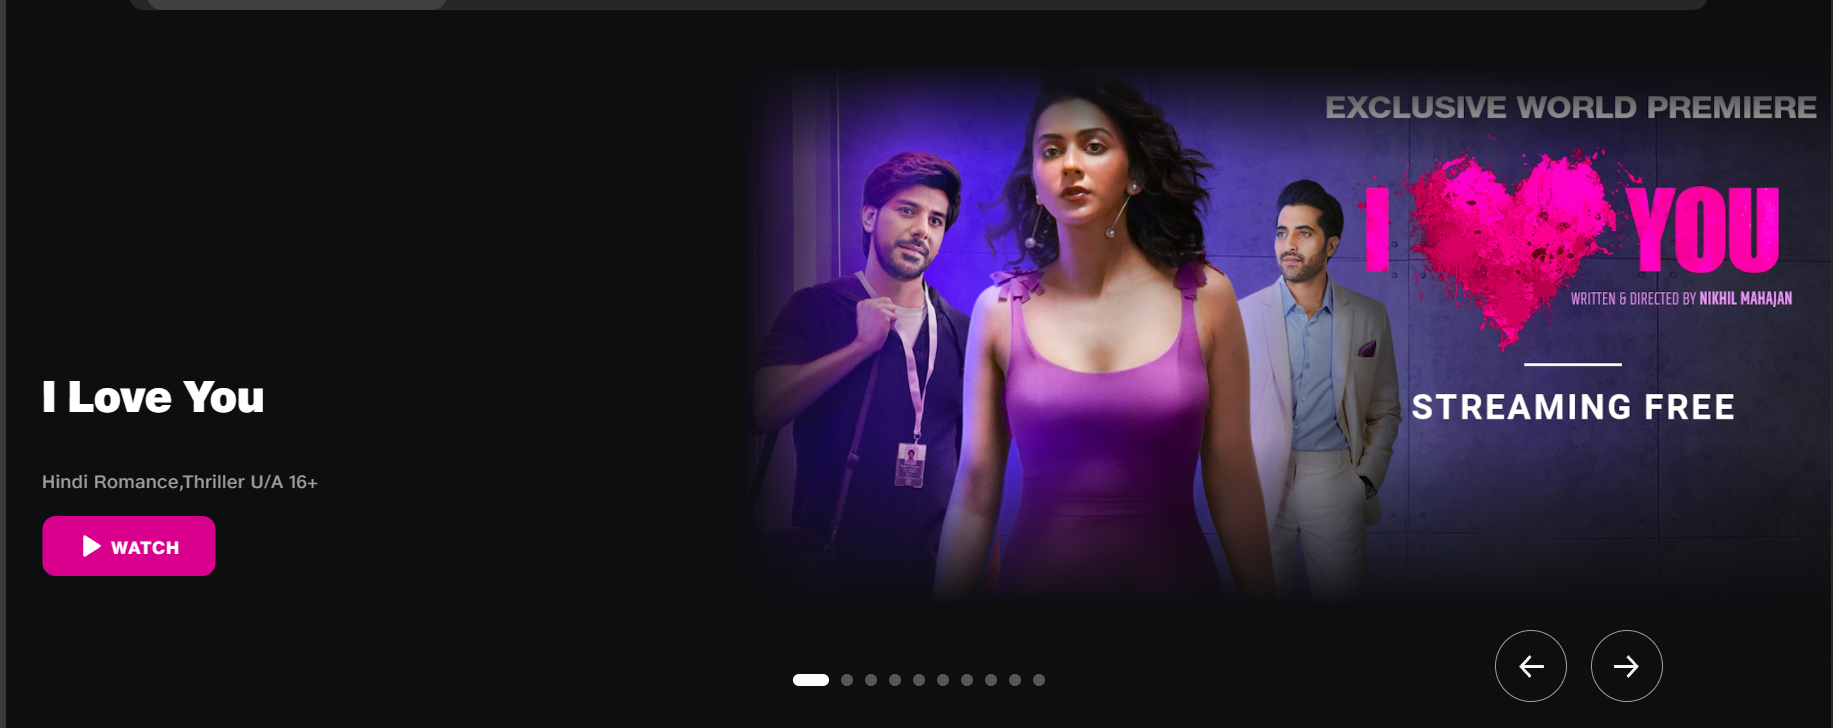 I Love You
Hindi Romance,Thriller U/A 16+
WATCH
EXCLUSIVE WORLD PREMIERE
I YOU
WRITTEN & DIRECTED BY NIKHIL MAHAJAN
STREAMING FREE